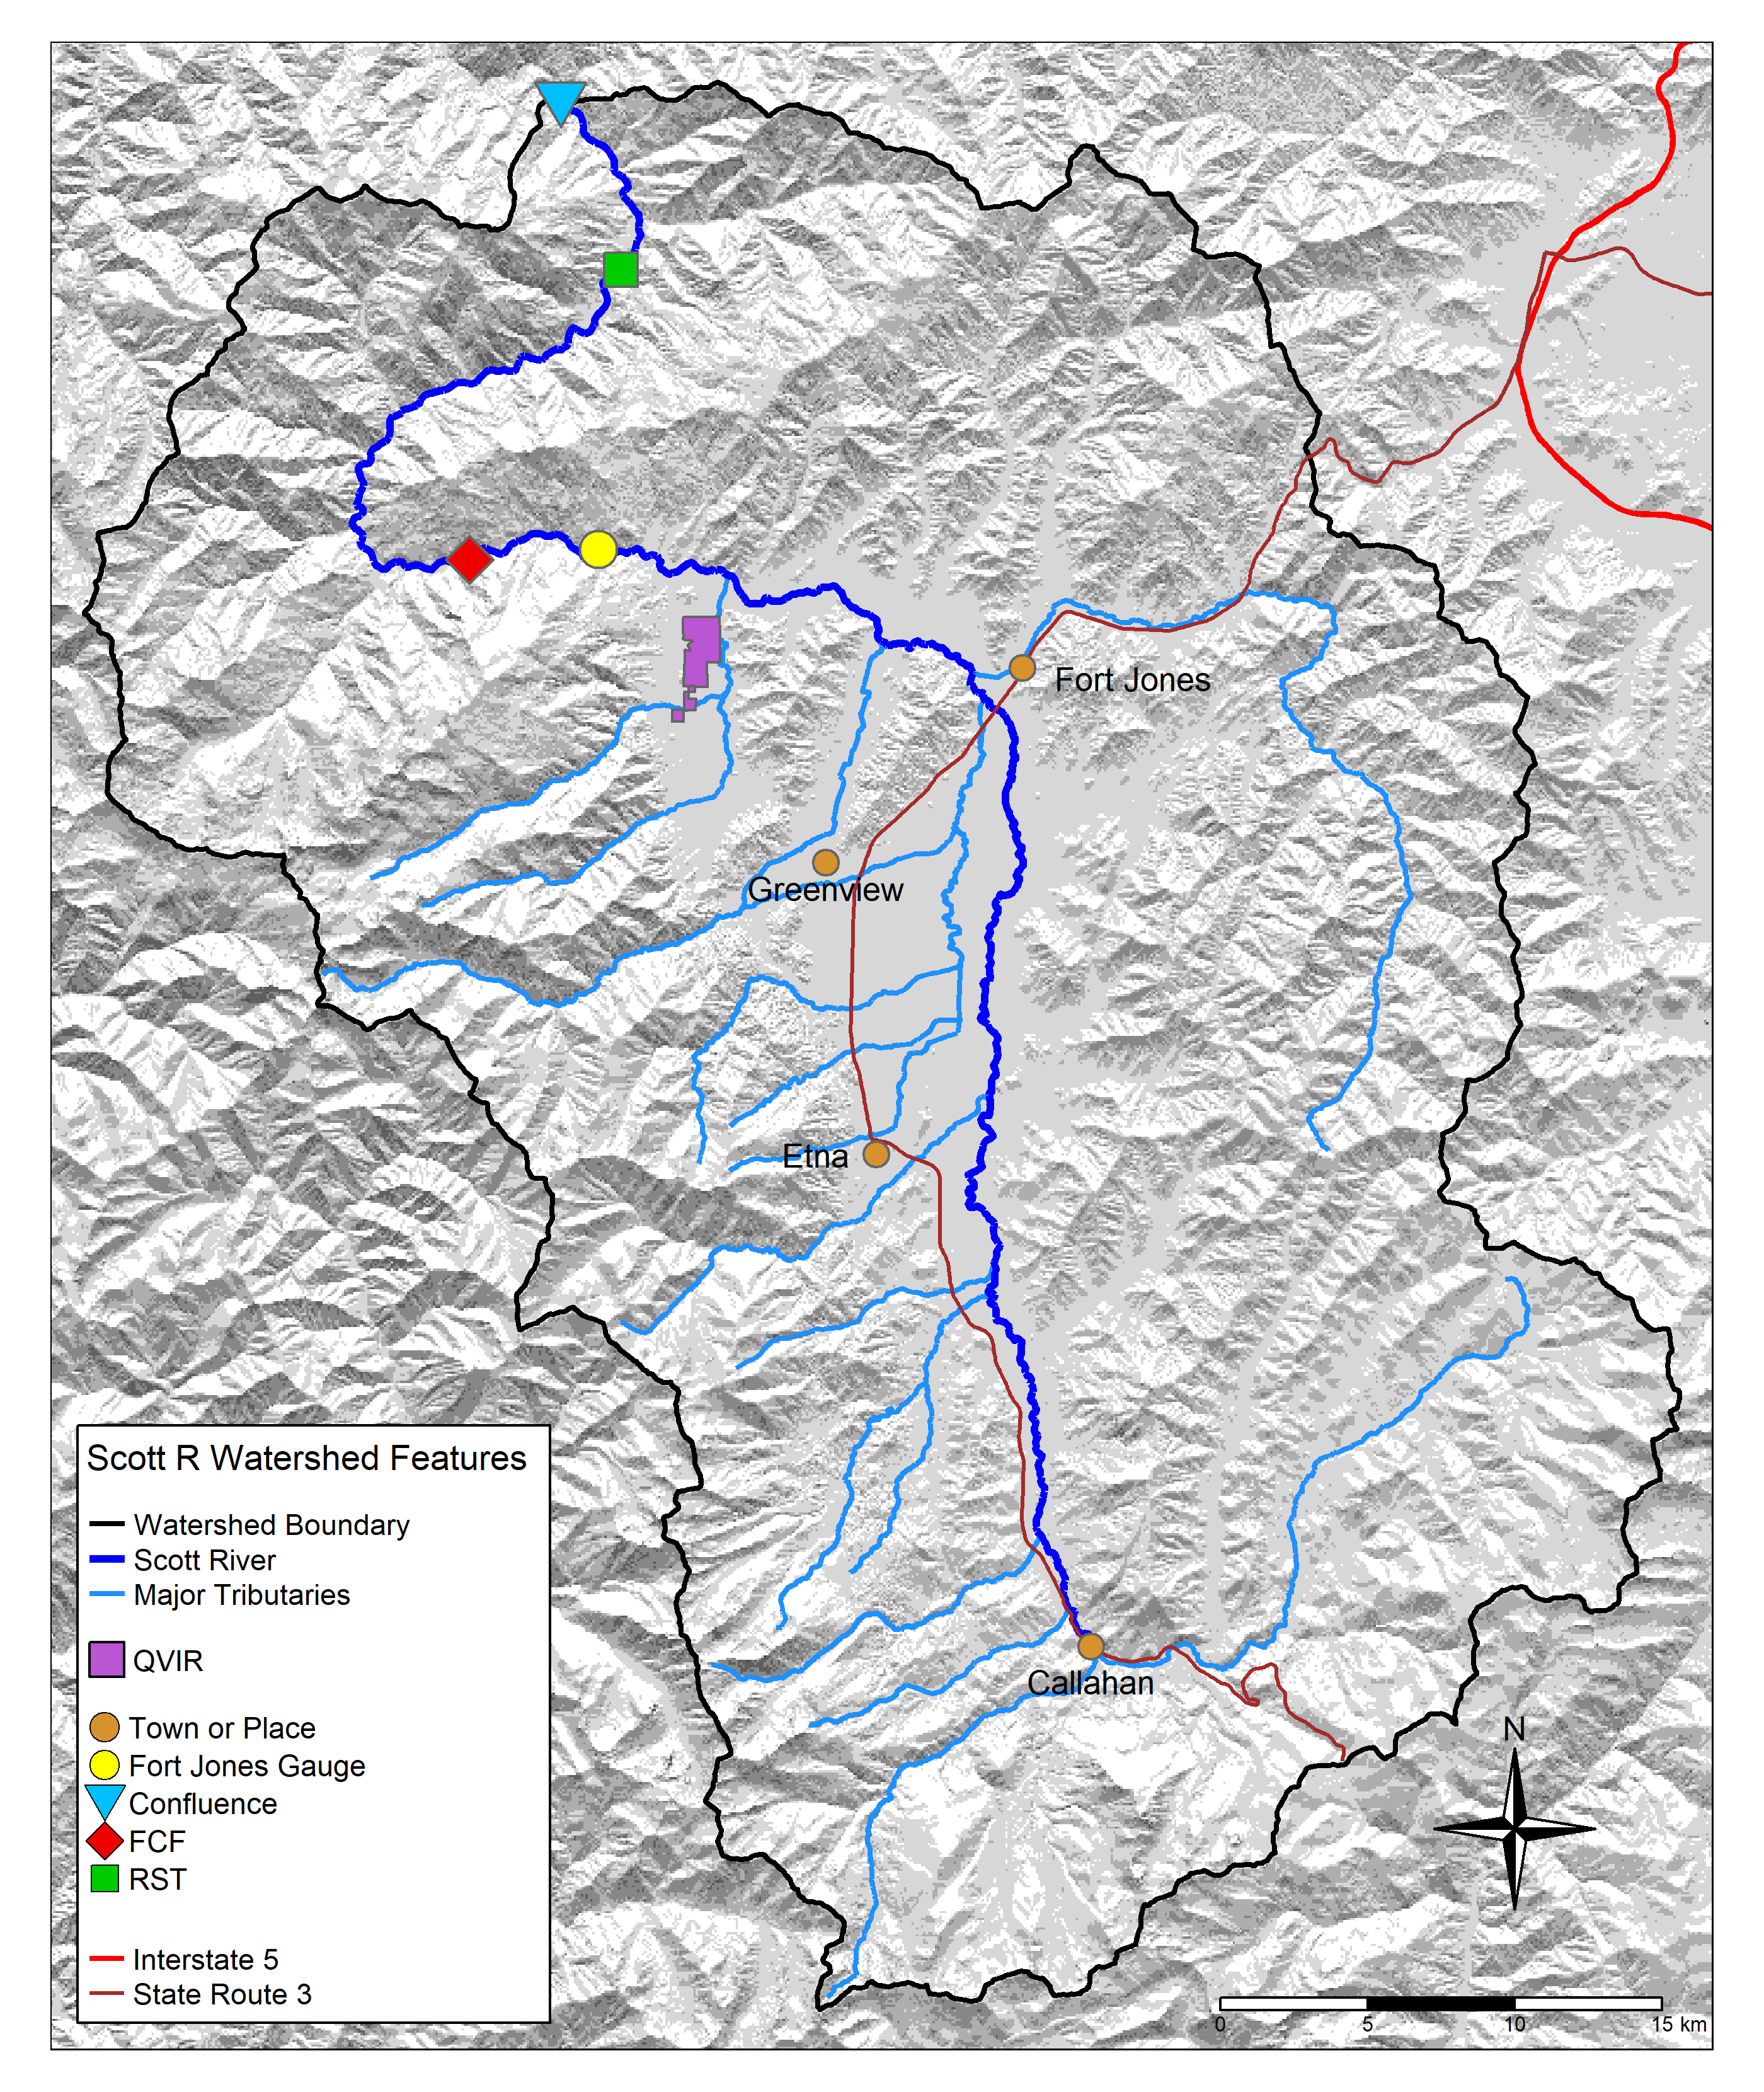 Fort Jones
Greenview
Etna
Callahan
Scott R Watershed Features
Watershed Boundary
Scott River
Major Tributaries
QVIR
Town or Place
Fort Jones Gauge
Confluence
FCF
RST
Interstate 5
State Route 3
N
0 5 10 15 km